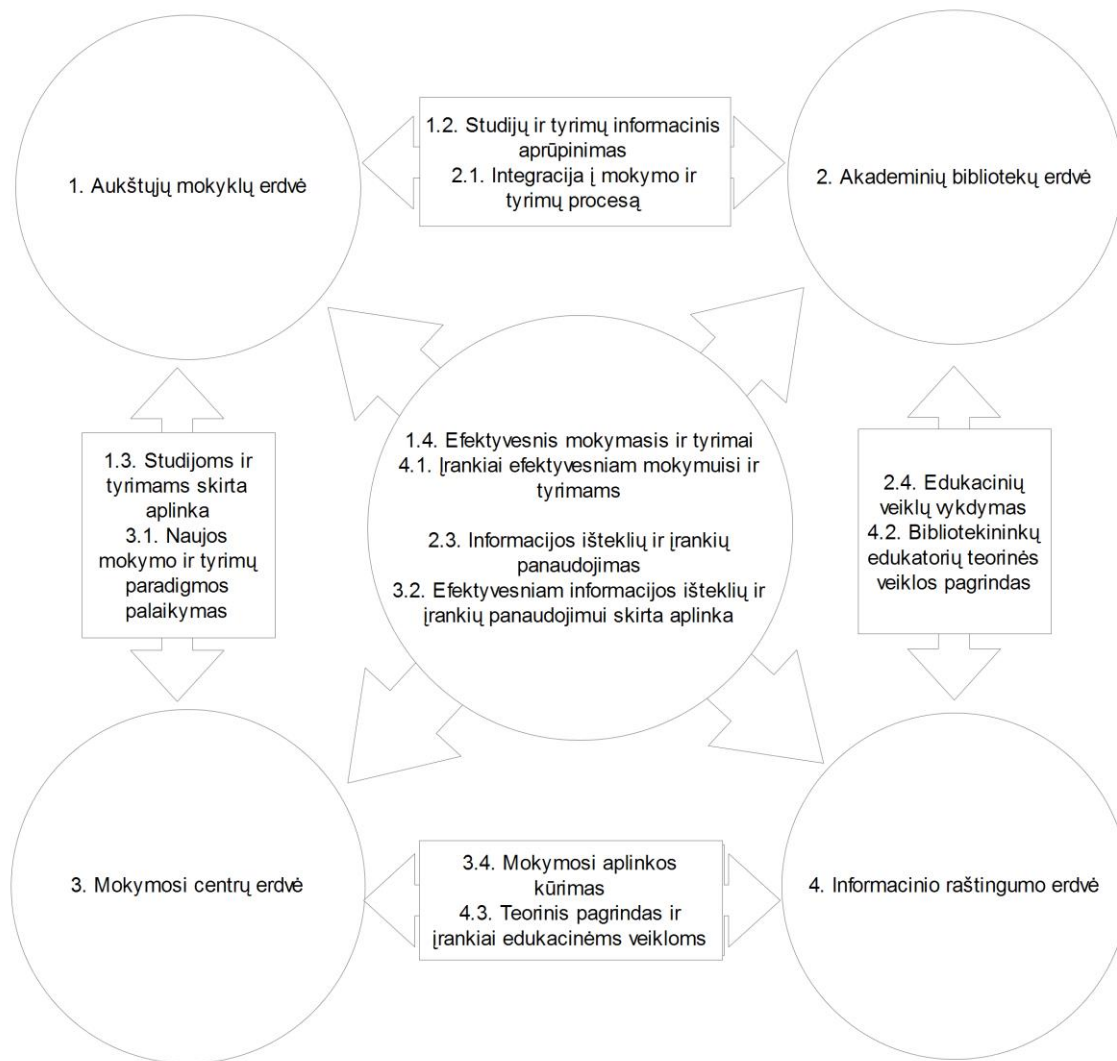 1. Aukštųjų mokyklų erdvė
1.2. Studijų ir tyrimų informacinis
aprūpinimas
2.1. Integracija į mokymo ir
tyrimų procesą
2. Akademinių bibliotekų erdvė
1.3. Studijoms ir
tyrimams skirta
aplinka
3.1. Naujos
mokymo ir tyrimų
paradigmos
palaikymas
1.4. Efektyvesnis mokymasis ir tyrimai
4.1. Įrankiai efektyvesniam mokymuisi ir
tyrimams
2.3. Informacijos išteklių ir įrankių
panaudojimas
3.2. Efektyvesniam informacijos išteklių ir
įrankių panaudojimui skirta aplinka
2.4. Edukacinių
veiklų vykdymas
4.2. Bibliotekininkų
edukatorių teorinės
veiklos pagrindas
3. Mokymosi centrų erdvė
3.4. Mokymosi aplinkos
kūrimas
4.3. Teorinis pagrindas ir
įrankiai edukacinėms veikloms
4. Informacinio raštingumo erdvė